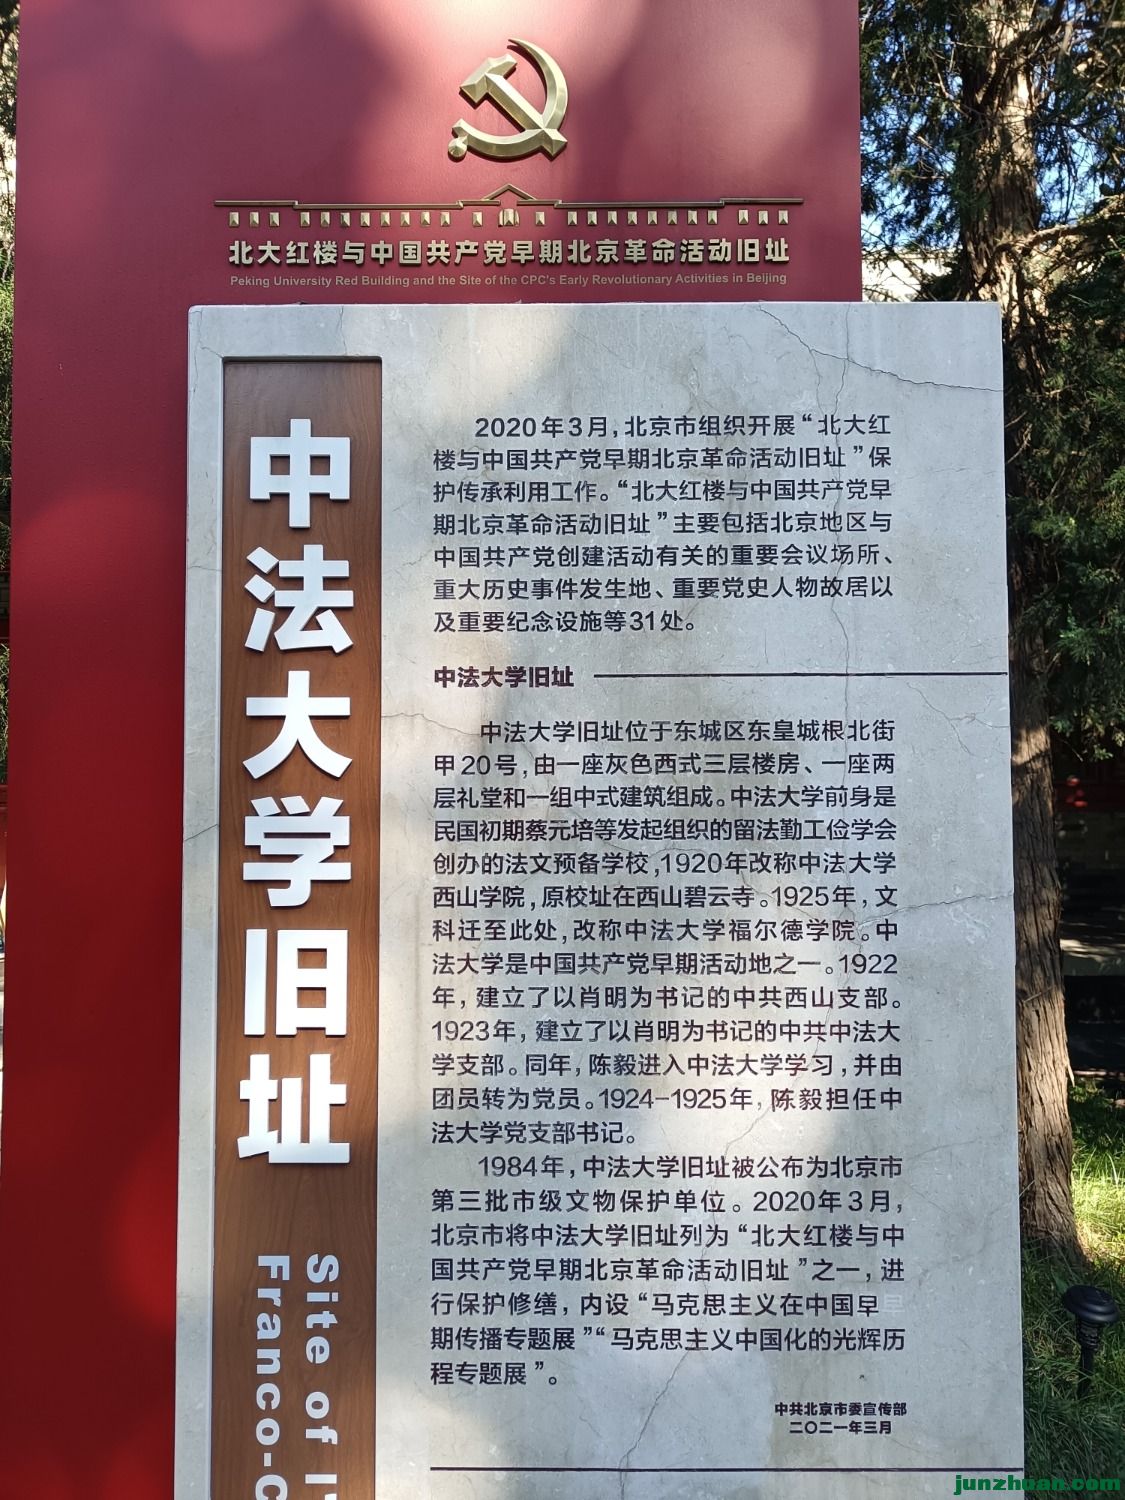 北大红楼与中国共产党早期北京革命活动旧址
Peking University Red Building and the Site of the CPC's Early Revolutionary Activities in Beijing
中法大学旧址
Site of l'
Franco-C
2020年3月,北京市组织开展“北大红
楼与中国共产党早期北京革命活动旧址”保
护传承利用工作。“北大红楼与中国共产党早
期北京革命活动旧址”主要包括北京地区与
中国共产党创建活动有关的重要会议场所、
重大历史事件发生地、重要党史人物故居以
及重要纪念设施等31处。
中法大学旧址
中法大学旧址位于东城区东皇城根北街
甲20号,由一座灰色西式三层楼房、一座两
层礼堂和一组中式建筑组成。中法大学前身是
民国初期蔡元培等发起组织的留法勤工俭学会
创办的法文预备学校,1920年改称中法大学
西山学院,原校址在西山碧云寺。1925年,文
科迁至此处,改称中法大学福尔德学院。中
法大学是中国共产党早期活动地之一。1922
年,建立了以肖明为书记的中共西山支部。
1923年,建立了以肖明为书记的中共中法大
学支部。同年,陈毅进入中法大学学习,并由
团员转为党员。1924-1925年,陈毅担任中
法大学党支部书记。
1984年,中法大学旧址被公布为北京市
第三批市级文物保护单位。2020年3月,
北京市将中法大学旧址列为“北大红楼与中
国共产党早期北京革命活动旧址”之一,进
行保护修缮,内设“马克思主义在中国早
期传播专题展”“马克思主义中国化的光辉历
程专题展”。
中共北京市委宣传部
二〇二一年三月
junzhuan.com